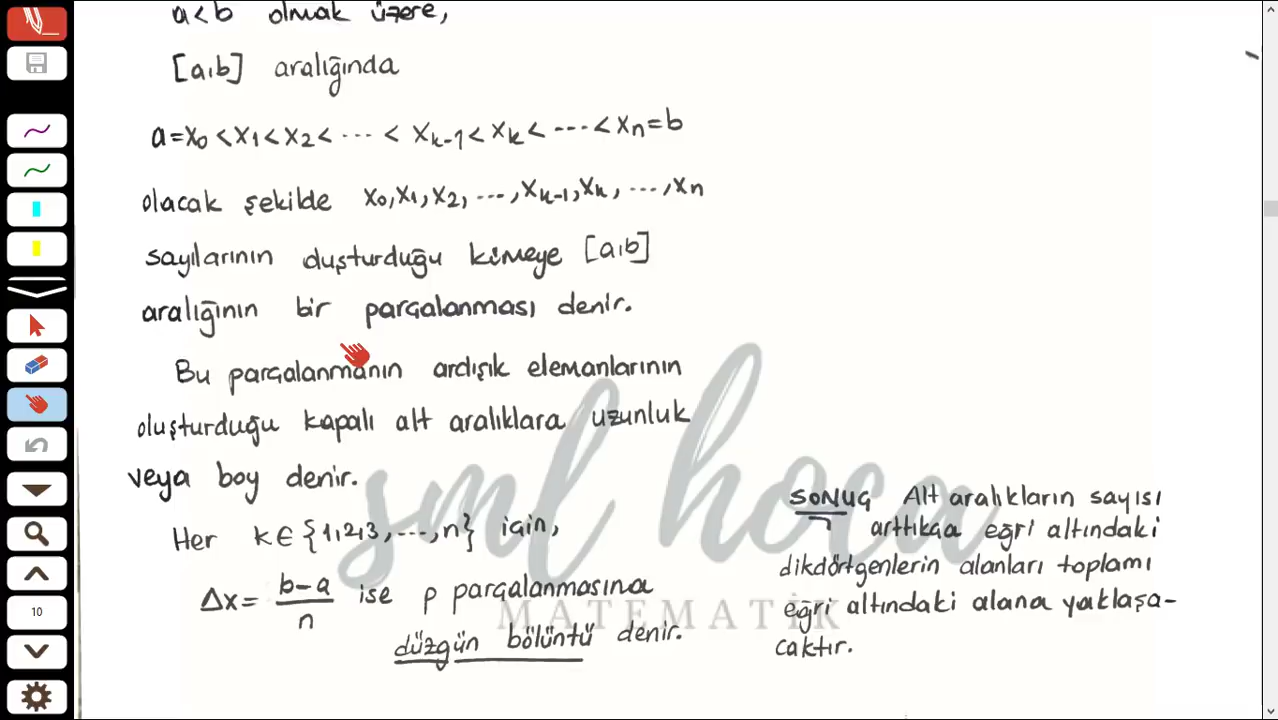 a<b olmak üzere,
[a,b] aralığında
a=x₀<x₁<x₂< ... < xₖ₋₁<xₖ< ... <xₙ=b
olacak şekilde x₀,x₁,x₂, ...,xₖ₋₁,xₖ, ...,xₙ
sayılarının oluşturduğu kümeye [a,b]
aralığının bir parçalanması denir.
Bu parçalanmanın ardışık elemanlarının
oluşturduğu kapalı alt aralıklara uzunluk
veya boy denir.
Her k∈{1,2,3,...,n} için,
Δx= b-a / n ise p parçalanmasına
düzgün bölüntü denir.
SONUÇ Alt aralıkların sayısı
arttıkça eğri altındaki
dikdörtgenlerin alanları toplamı
eğri altındaki alana yaklaşa-
caktır.
sml hoca
MATEMATİK
10